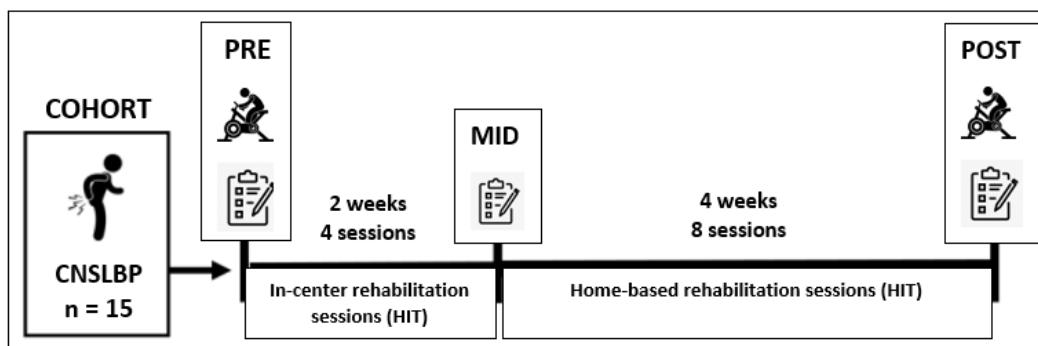 COHORT
CNSLBP
n = 15
PRE
2 weeks
4 sessions
In-center rehabilitation
sessions (HIT)
MID
4 weeks
8 sessions
Home-based rehabilitation sessions (HIT)
POST